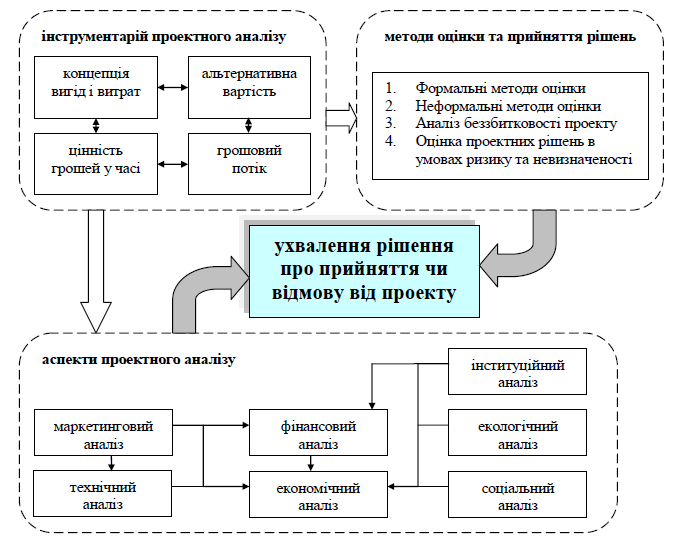 інструментарій проектного аналізу
концепція
вигід і витрат
альтернативна
вартість
цінність
грошей у часі
грошовий
потік
методи оцінки та прийняття рішень
1. Формальні методи оцінки
2. Неформальні методи оцінки
3. Аналіз беззбитковості проекту
4. Оцінка проектних рішень в
умовах ризику та невизначеності
ухвалення рішення
про прийняття чи
відмову від проекту
аспекти проектного аналізу
інституційний
аналіз
маркетинговий
аналіз
фінансовий
аналіз
екологічний
аналіз
технічний
аналіз
економічний
аналіз
соціальний
аналіз